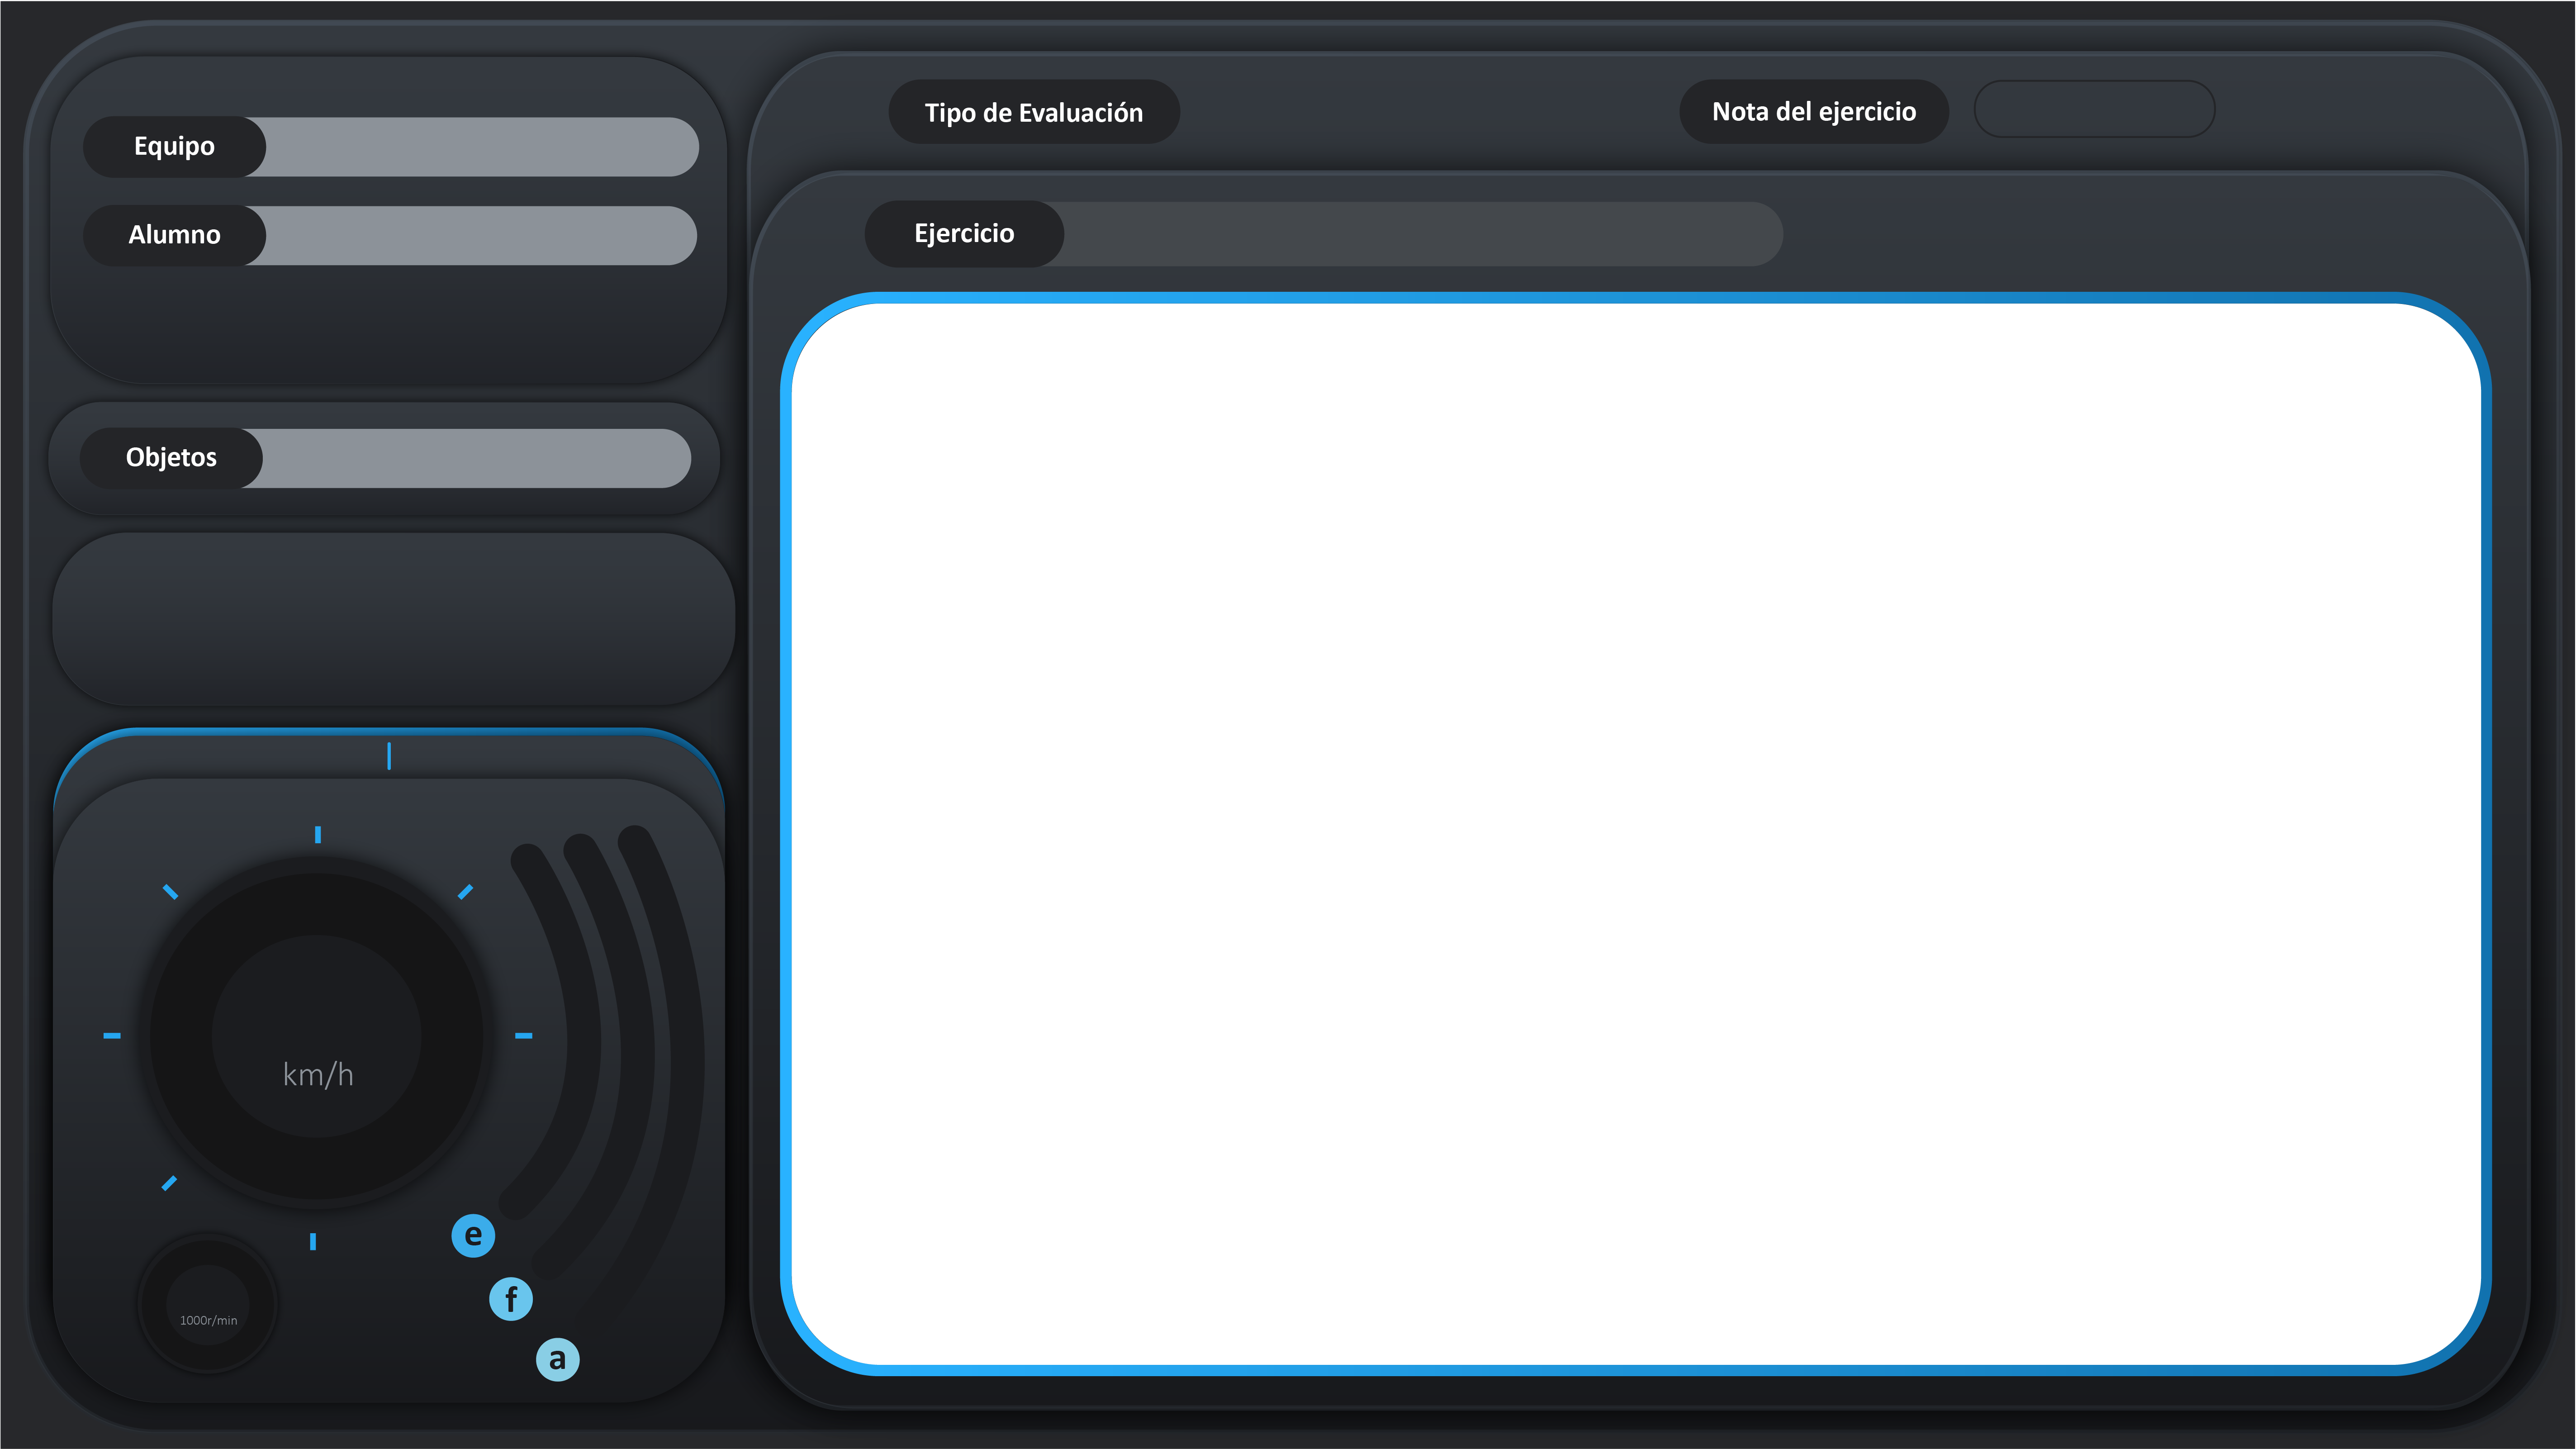 Equipo
Alumno
Objetos
km/h
1000r/min
e
f
a
Tipo de Evaluación
Nota del ejercicio
Ejercicio